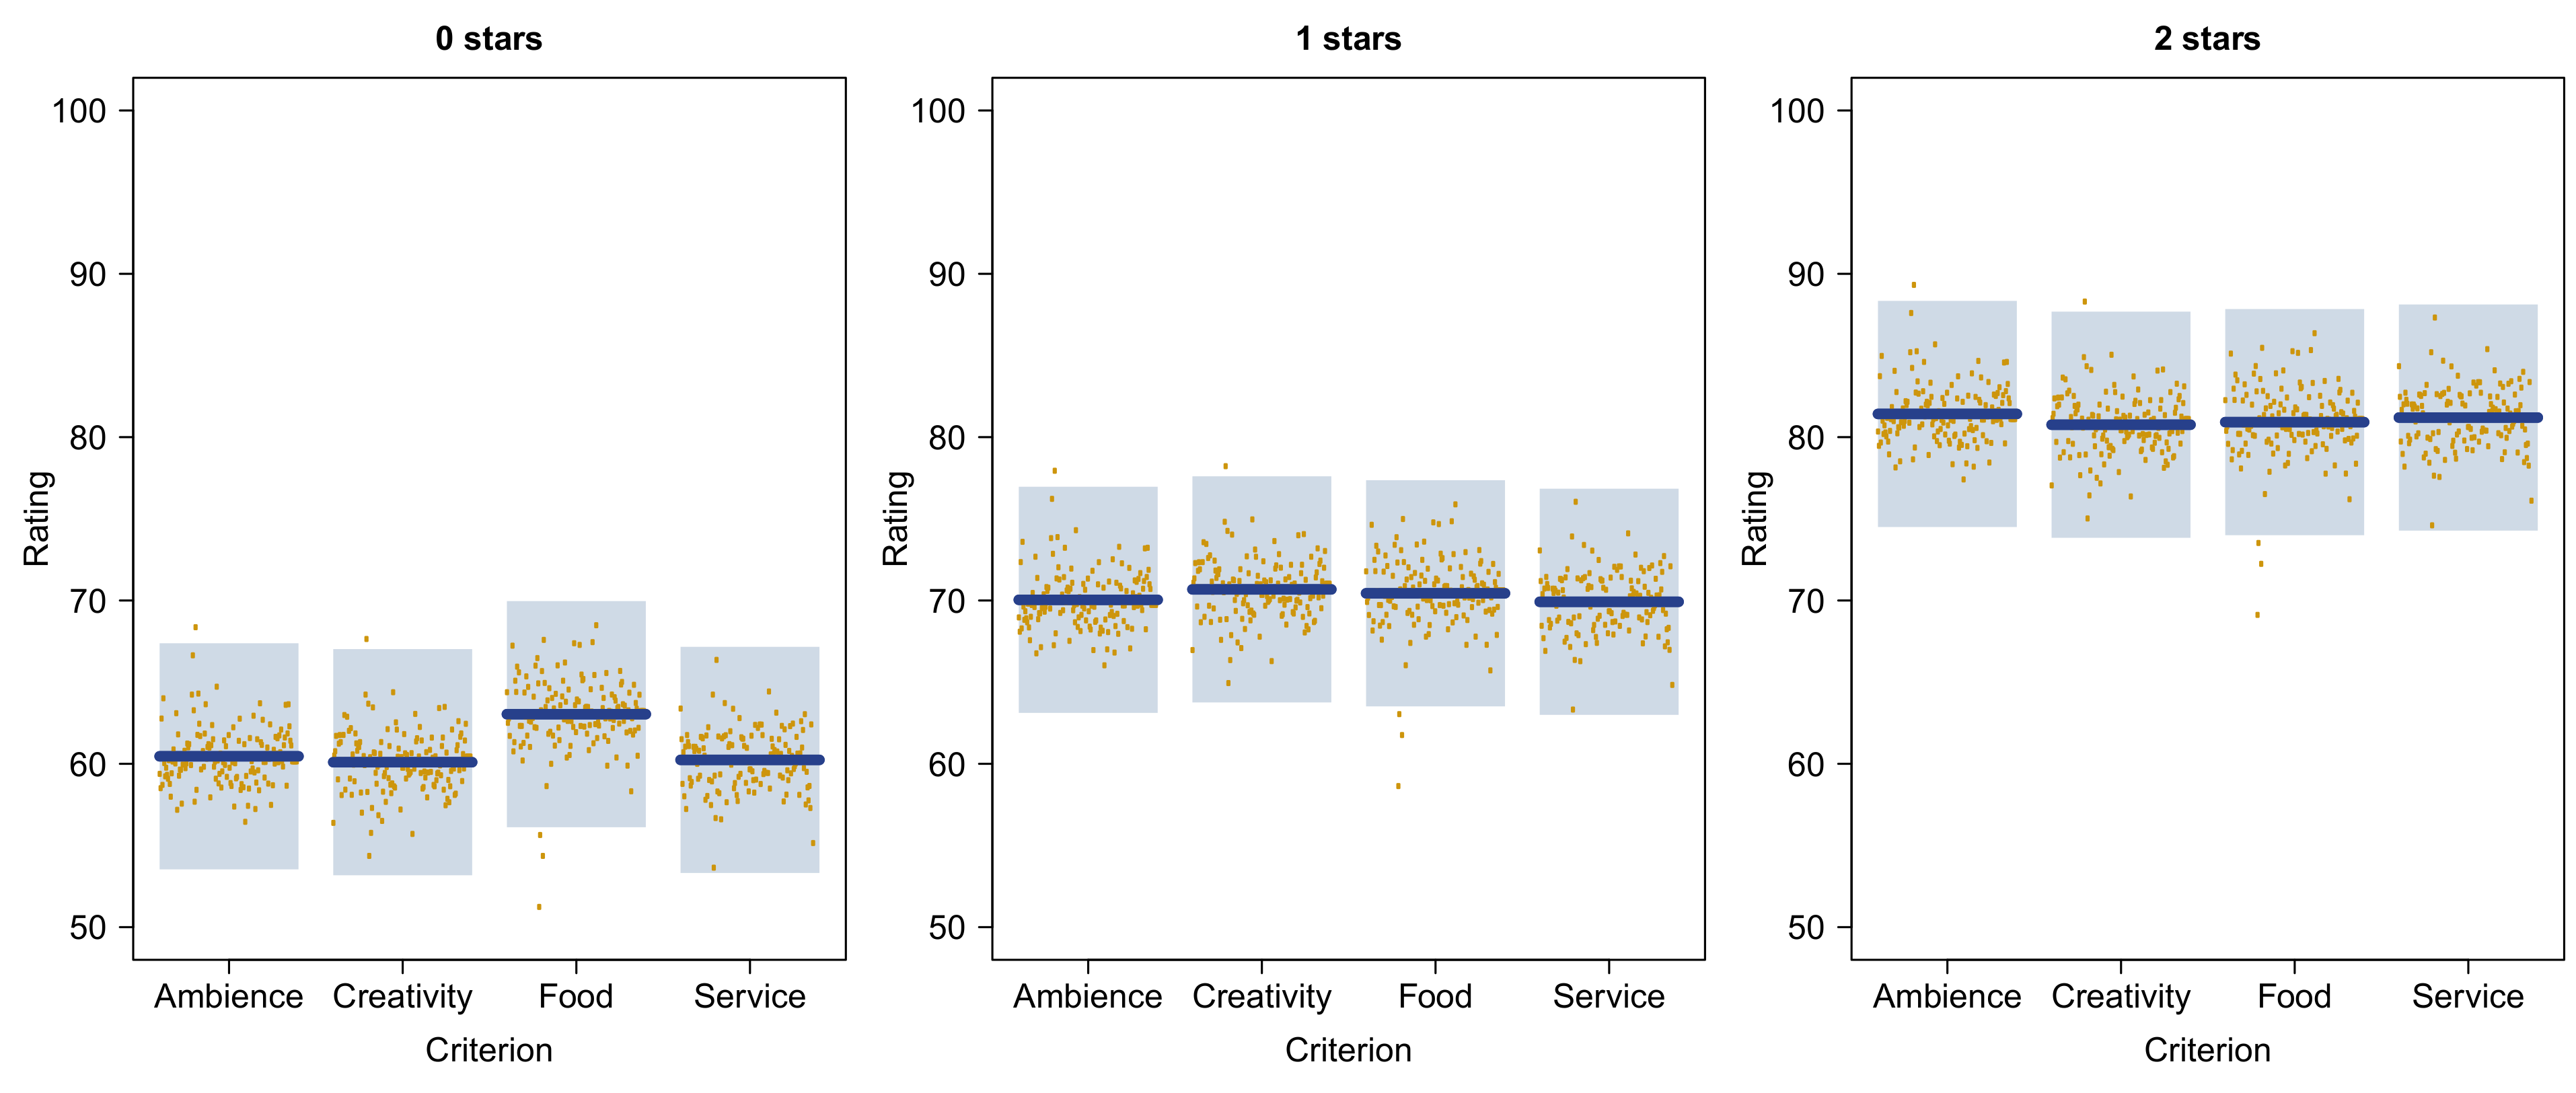 0 stars
100
90
80
70
60
50
Rating
Ambience Creativity Food Service
Criterion
1 stars
100
90
80
70
60
50
Rating
Ambience Creativity Food Service
Criterion
2 stars
100
90
80
70
60
50
Rating
Ambience Creativity Food Service
Criterion